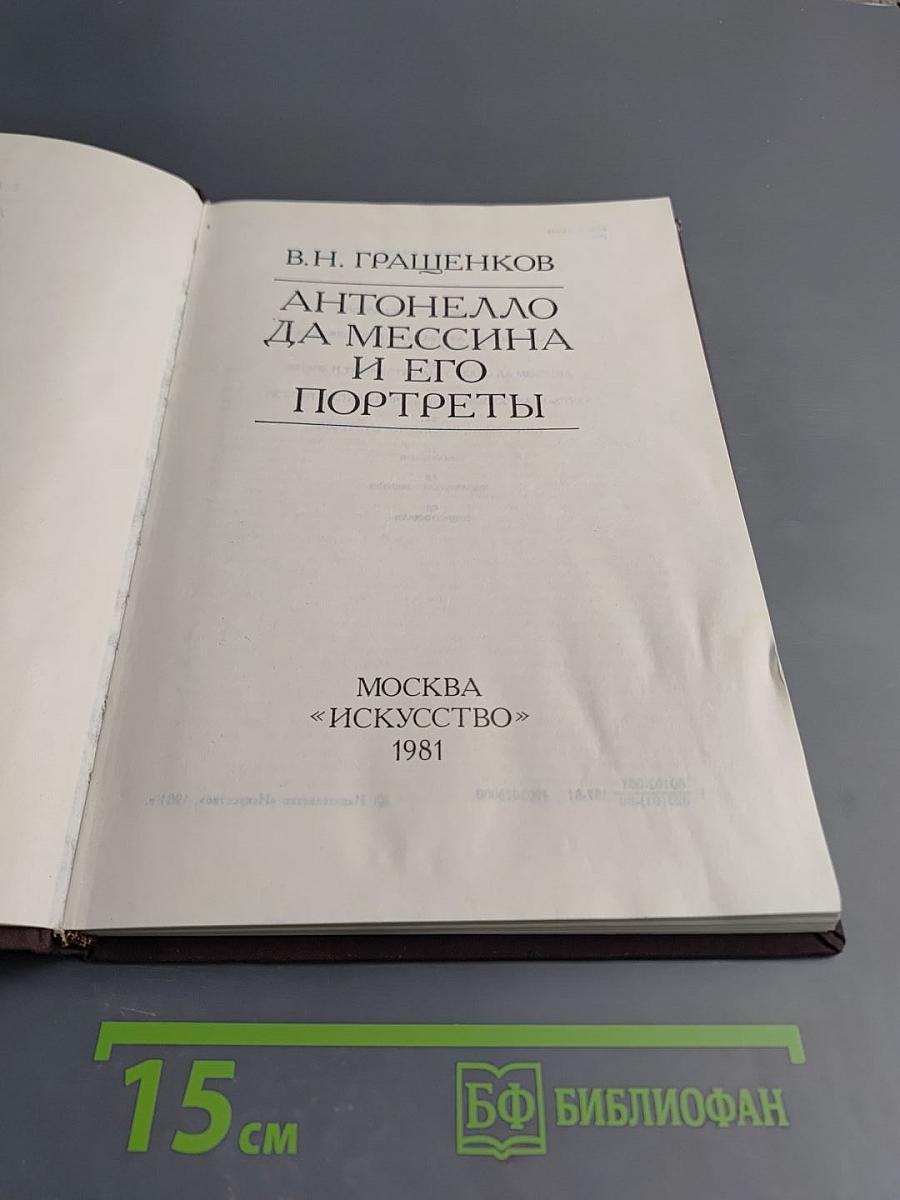 В.Н. ГРАЩЕНКОВ
АНТОНЕЛЛО
ДА МЕССИНА
И ЕГО
ПОРТРЕТЫ
МОСКВА
«ИСКУССТВО»
1981
15 см
БФ БИБЛИОФАН